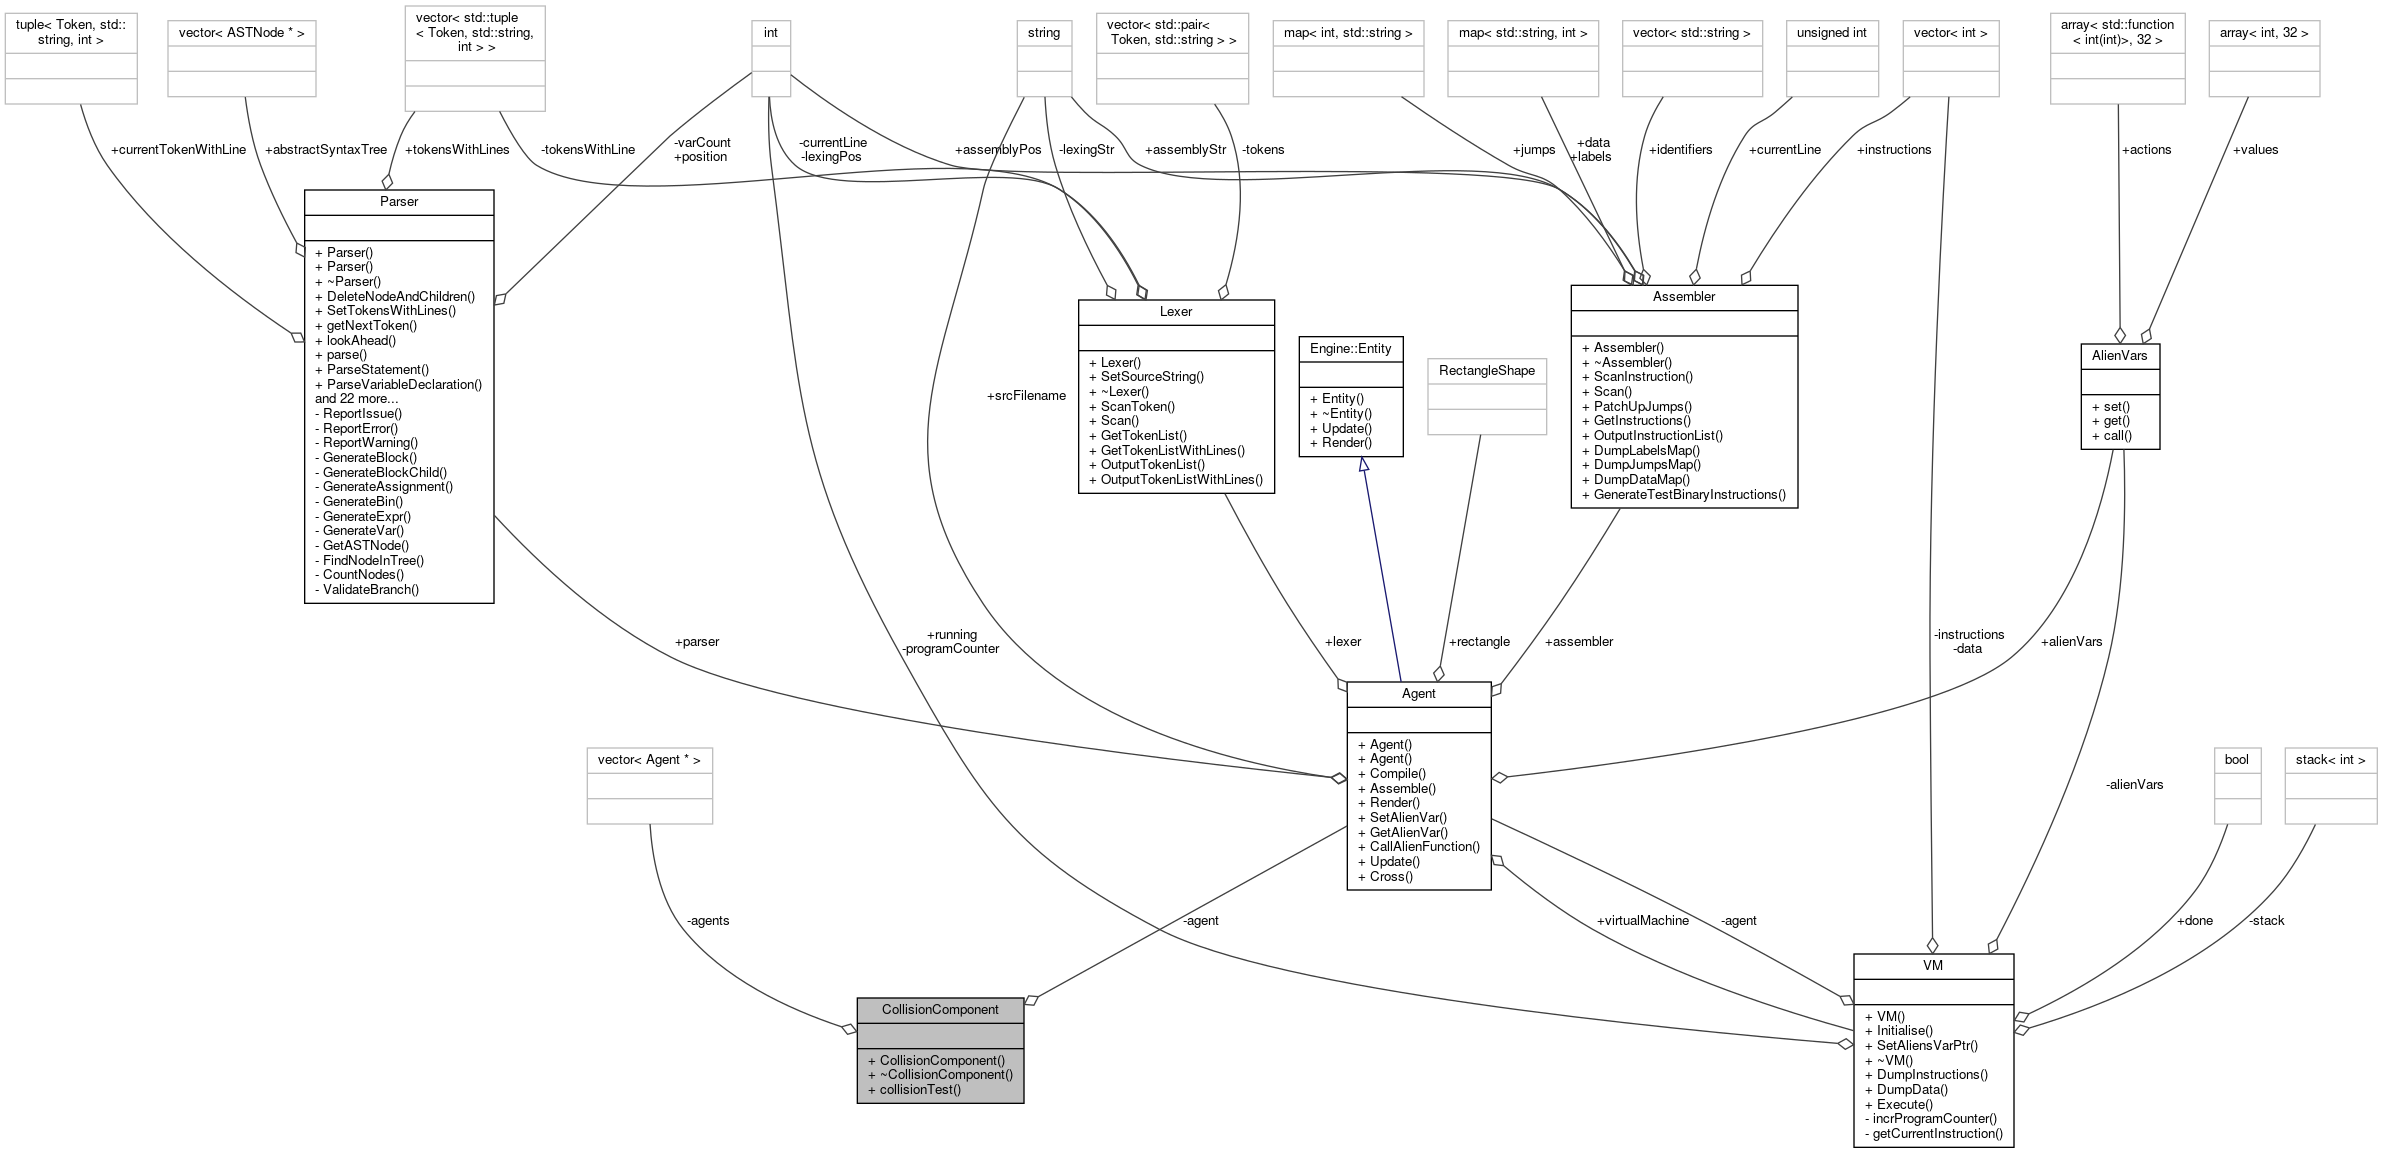 tuple< Token, std::
string, int >
vector< ASTNode * >
vector< std::tuple
< Token, std::string,
int > >
int
string
vector< std::pair<
Token, std::string > >
map< int, std::string >
map< std::string, int >
vector< std::string >
unsigned int
vector< int >
array< std::function
< int(int)>, 32 >
array< int, 32 >
+currentTokenWithLine
+abstractSyntaxTree
+tokensWithLines
-tokensWithLine
-varCount
+position
-currentLine
-lexingPos
+assemblyPos
-lexingStr
+assemblyStr
-tokens
+jumps
+data
+labels
+identifiers
+currentLine
+instructions
+actions
+values
Parser
+ Parser()
+ Parser()
+ ~Parser()
+ DeleteNodeAndChildren()
+ SetTokensWithLines()
+ getNextToken()
+ lookAhead()
+ parse()
+ ParseStatement()
+ ParseVariableDeclaration()
and 22 more...
- ReportIssue()
- ReportError()
- ReportWarning()
- GenerateBlock()
- GenerateBlockChild()
- GenerateAssignment()
- GenerateBin()
- GenerateExpr()
- GenerateVar()
- GetASTNode()
- FindNodeInTree()
- CountNodes()
- ValidateBranch()
+srcFilename
Lexer
+ Lexer()
+ SetSourceString()
+ ~Lexer()
+ ScanToken()
+ Scan()
+ GetTokenList()
+ GetTokenListWithLines()
+ OutputTokenList()
+ OutputTokenListWithLines()
Engine::Entity
+ Entity()
+ ~Entity()
+ Update()
+ Render()
RectangleShape
Assembler
+ Assembler()
+ ~Assembler()
+ ScanInstruction()
+ Scan()
+ PatchUpJumps()
+ GetInstructions()
+ OutputInstructionList()
+ DumpLabelsMap()
+ DumpJumpsMap()
+ DumpDataMap()
+ GenerateTestBinaryInstructions()
AlienVars
+ set()
+ get()
+ call()
+parser
+running
-programCounter
+lexer
+rectangle
+assembler
-instructions
-data
+alienVars
Agent
+ Agent()
+ Agent()
+ Compile()
+ Assemble()
+ Render()
+ SetAlienVar()
+ GetAlienVar()
+ CallAlienFunction()
+ Update()
+ Cross()
vector< Agent * >
-alienVars
bool
stack< int >
-agents
-agent
+virtualMachine
-agent
+done
-stack
CollisionComponent
+ CollisionComponent()
+ ~CollisionComponent()
+ collisionTest()
VM
+ VM()
+ Initialise()
+ SetAliensVarPtr()
+ ~VM()
+ DumpInstructions()
+ DumpData()
+ Execute()
- incrProgramCounter()
- getCurrentInstruction()